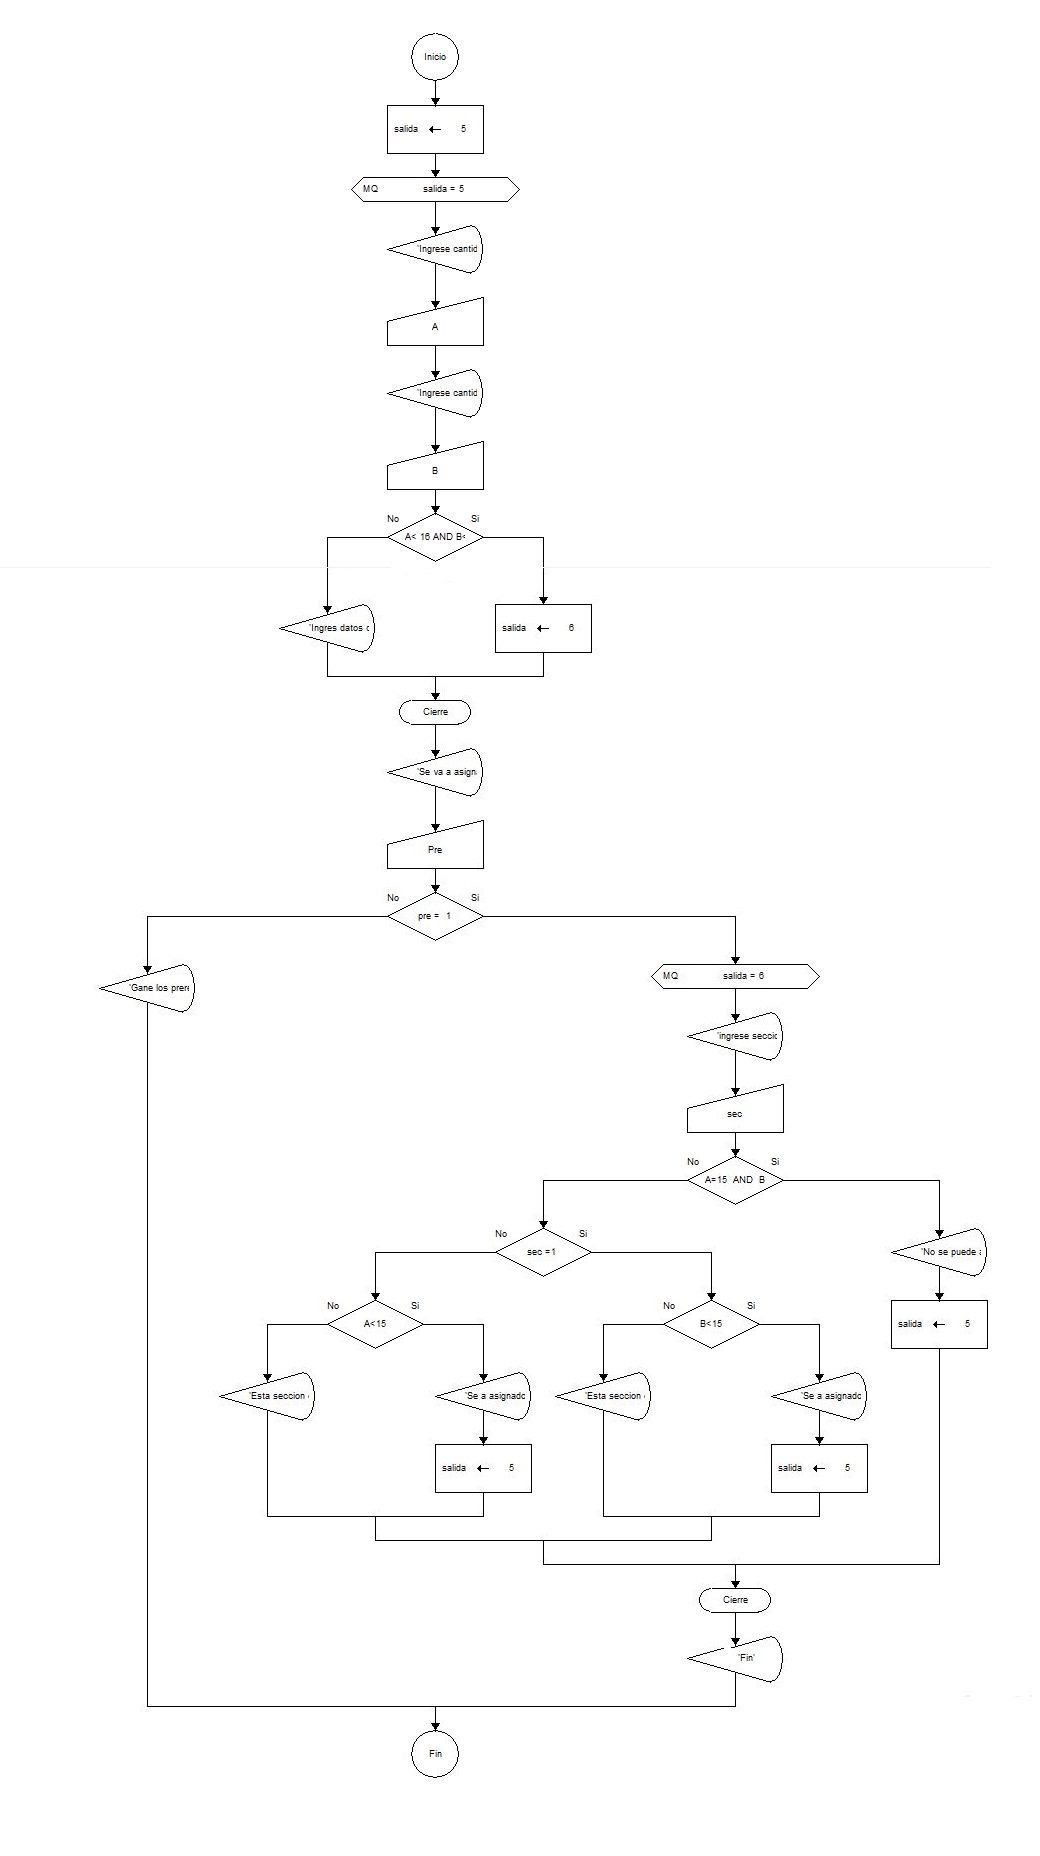 Inicio
salida ← 5
MQ salida = 5
'Ingrese cantid
A
'Ingrese cantid
B
No Si
A< 16 AND B<
'Ingres datos c
salida ← 6
Cierre
'Se va a asign
Pre
No Si
pre = 1
'Gane los prer
MQ salida = 6
'ingrese seccic
sec
No Si
A=15 AND B
No Si
sec =1
'No se puede
No Si
A<15
No Si
B<15
salida ← 5
'Esta seccion
'Se a asignado
'Esta seccion
'Se a asignado
salida ← 5
salida ← 5
Cierre
'Fin'
Fin